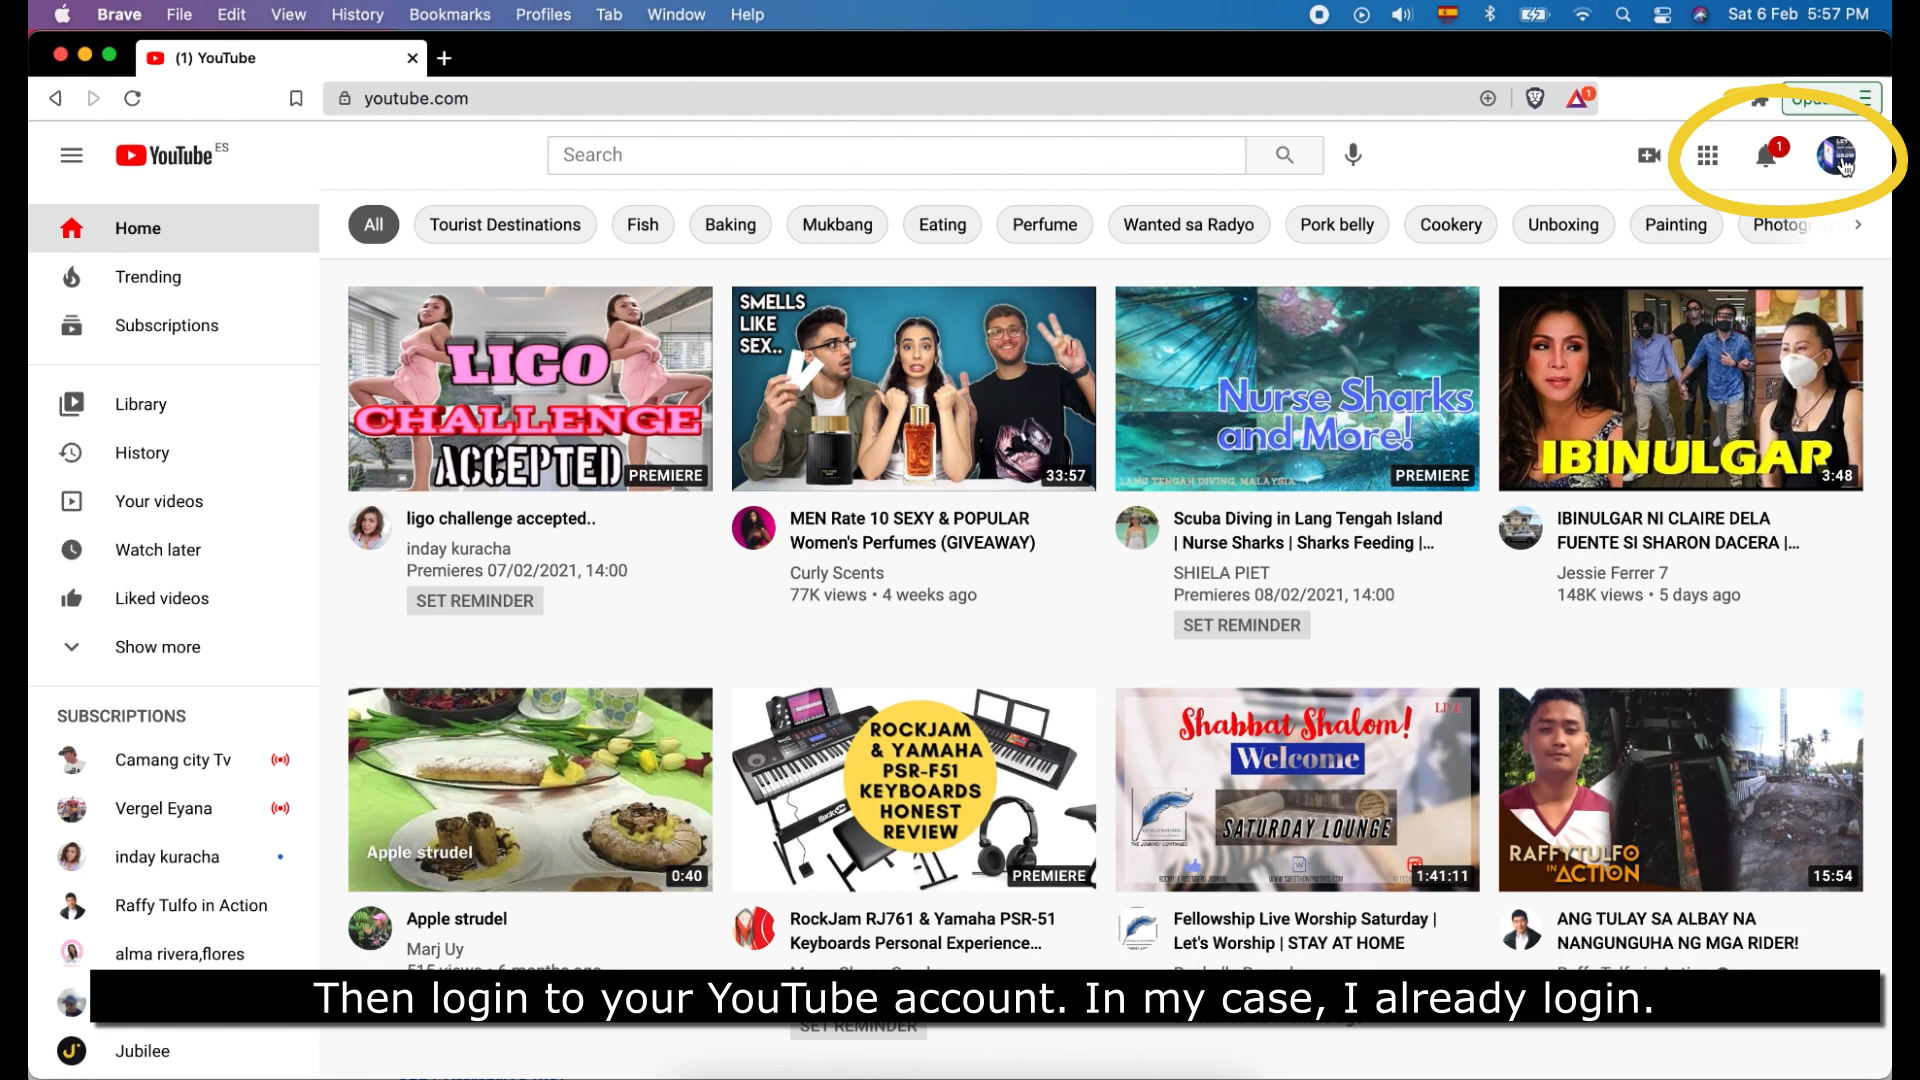 Brave File Edit View History Bookmarks Profiles Tab Window Help
Sat 6 Feb 5:57 PM
(1) YouTube
youtube.com
1
YouTube ES
Search
1
All
Tourist Destinations
Fish
Baking
Mukbang
Eating
Perfume
Wanted sa Radyo
Pork belly
Cookery
Unboxing
Painting
Home
Trending
Subscriptions
Library
History
Your videos
Watch later
Liked videos
Show more
SUBSCRIPTIONS
Camang city Tv
Vergel Eyana
inday kuracha
Raffy Tulfo in Action
alma rivera,flores
Jubilee
LIGO
CHALLENGE
ACCEPTED
PREMIERE
ligo challenge accepted..
inday kuracha
Premieres 07/02/2021, 14:00
SET REMINDER
SMELLS
LIKE
SEX..
33:57
MEN Rate 10 SEXY & POPULAR
Women's Perfumes (GIVEAWAY)
Curly Scents
77K views • 4 weeks ago
Nurse Sharks
and More!
LANG TENGAH DIVING, MALAYSIA
PREMIERE
Scuba Diving in Lang Tengah Island
| Nurse Sharks | Sharks Feeding |...
SHIELA PIET
Premieres 08/02/2021, 14:00
SET REMINDER
IBINULGAR
3:48
IBINULGAR NI CLAIRE DELA
FUENTE SI SHARON DACERA |...
Jessie Ferrer 7
148K views • 5 days ago
Apple strudel
0:40
Apple strudel
Marj Uy
ROCKJAM
& YAMAHA
PSR-F51
KEYBOARDS
HONEST
REVIEW
RockJam
PREMIERE
RockJam RJ761 & Yamaha PSR-51
Keyboards Personal Experience...
SET REMINDER
LIVE
Shabbat Shalom!
Welcome
SATURDAY LOUNGE
1:41:11
Fellowship Live Worship Saturday |
Let's Worship | STAY AT HOME
RAFFYTULFO
IN ACTION
15:54
ANG TULAY SA ALBAY NA
NANGUNGUHA NG MGA RIDER!
Then login to your YouTube account. In my case, I already login.